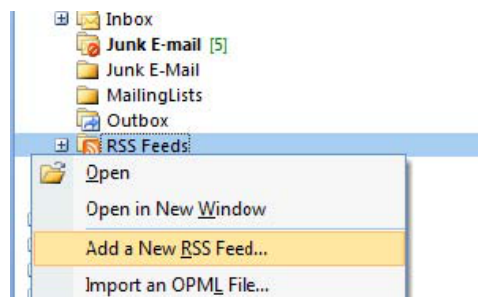 Inbox
Junk E-mail [5]
Junk E-Mail
MailingLists
Outbox
RSS Feeds
Open
Open in New Window
Add a New RSS Feed...
Import an OPML File...